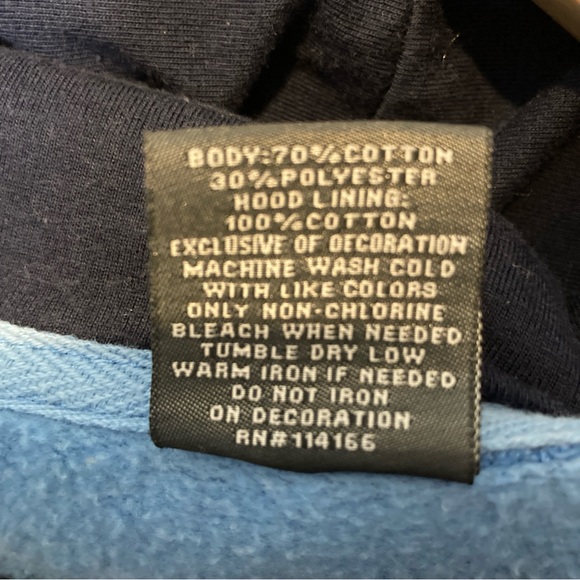 BODY:70%COTTON
30%POLYESTER
HOOD LINING:
100%COTTON
EXCLUSIVE OF DECORATION
MACHINE WASH COLD
WITH LIKE COLORS
ONLY NON-CHLORINE
BLEACH WHEN NEEDED
TUMBLE DRY LOW
WARM IRON IF NEEDED
DO NOT IRON
ON DECORATION
RN#114166